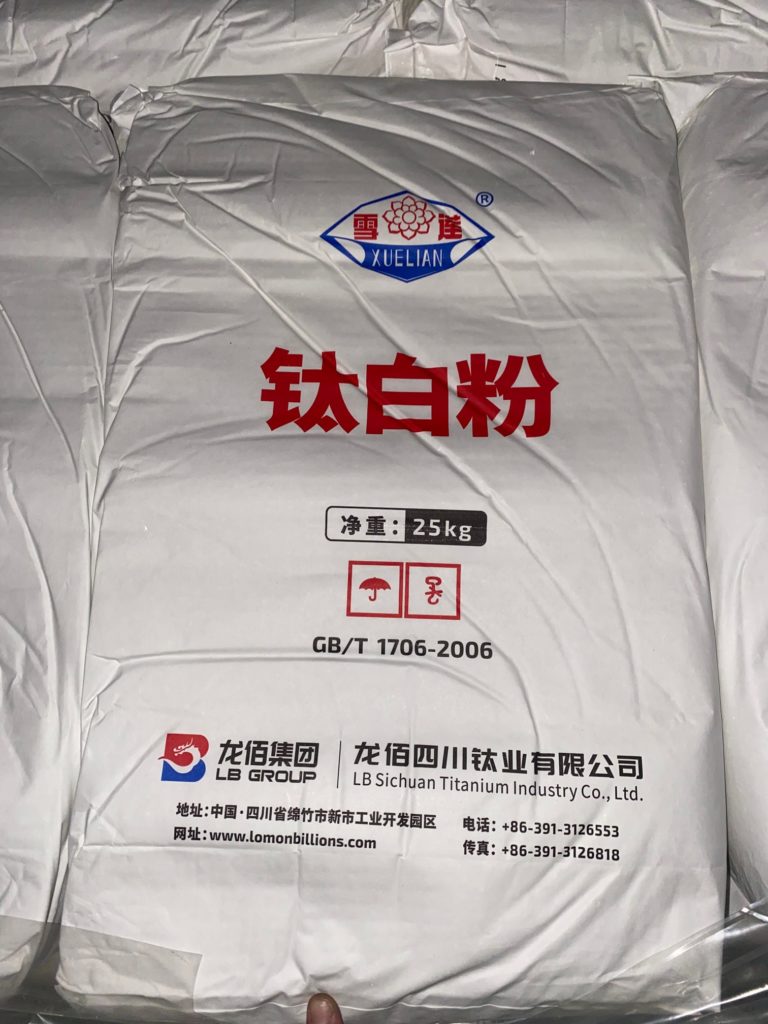 雪 莲 ®
XUELIAN
钛白粉
净重: 25kg
GB/T 1706-2006
龙佰集团
LB GROUP
龙佰四川钛业有限公司
LB Sichuan Titanium Industry Co., Ltd.
地址:中国·四川省绵竹市新市工业开发园区
网址:www.lomonbillions.com
电话: +86-391-3126553
传真: +86-391-3126818